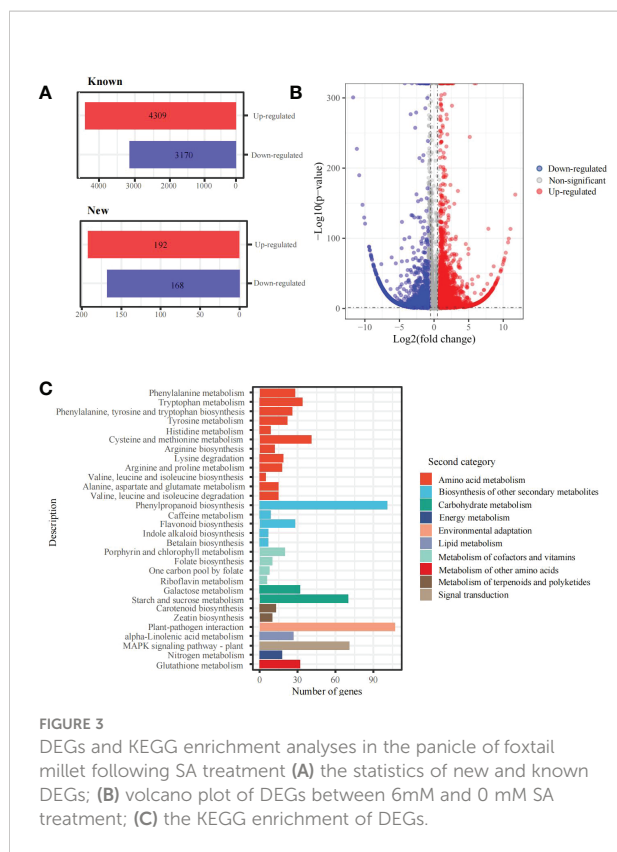 A
Known
4309
Up-regulated
3170
Down-regulated
4000 3000 2000 1000 0
New
192
Up-regulated
168
Down-regulated
200 150 100 50 0
B
300
200
100
0
−Log10(p−value)
−10 −5 0 5 10
Log2(fold change)
Down-regulated
Non-significant
Up-regulated
C
Description
Phenylalanine metabolism
Tryptophan metabolism
Phenylalanine, tyrosine and tryptophan biosynthesis
Tyrosine metabolism
Histidine metabolism
Cysteine and methionine metabolism
Arginine biosynthesis
Lysine degradation
Arginine and proline metabolism
Valine, leucine and isoleucine biosynthesis
Alanine, aspartate and glutamate metabolism
Valine, leucine and isoleucine degradation
Phenylpropanoid biosynthesis
Caffeine metabolism
Flavonoid biosynthesis
Indole alkaloid biosynthesis
Betalain biosynthesis
Porphyrin and chlorophyll metabolism
Folate biosynthesis
One carbon pool by folate
Riboflavin metabolism
Galactose metabolism
Starch and sucrose metabolism
Carotenoid biosynthesis
Zeatin biosynthesis
Plant-pathogen interaction
alpha-Linolenic acid metabolism
MAPK signaling pathway - plant
Nitrogen metabolism
Glutathione metabolism
0 30 60 90
Number of genes
Second category
Amino acid metabolism
Biosynthesis of other secondary metabolites
Carbohydrate metabolism
Energy metabolism
Environmental adaptation
Lipid metabolism
Metabolism of cofactors and vitamins
Metabolism of other amino acids
Metabolism of terpenoids and polyketides
Signal transduction
FIGURE 3
DEGs and KEGG enrichment analyses in the panicle of foxtail
millet following SA treatment (A) the statistics of new and known
DEGs; (B) volcano plot of DEGs between 6mM and 0 mM SA
treatment; (C) the KEGG enrichment of DEGs.